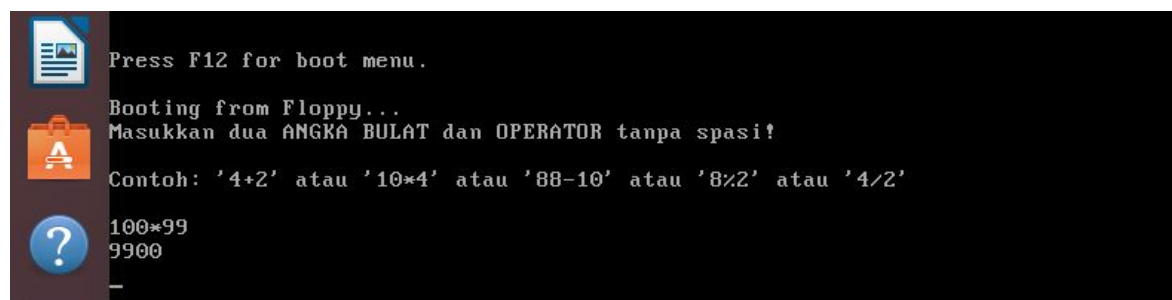 Press F12 for boot menu.
Booting from Floppy...
Masukkan dua ANGKA BULAT dan OPERATOR tanpa spasi!
Contoh: '4+2' atau '10*4' atau '88-10' atau '8%2' atau '4/2'
100*99
9900